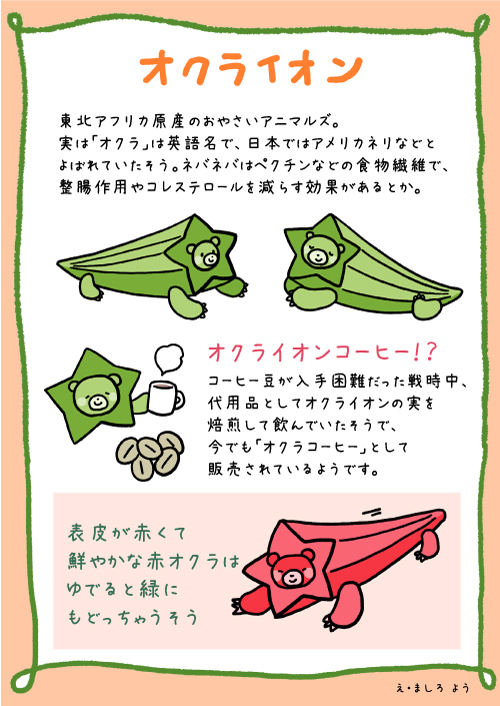 オクライオン
東北アフリカ原産のおやさいアニマルズ。
実は「オクラ」は英語名で、日本ではアメリカネリなどと
よばれていたそう。ネバネバはペクチンなどの食物繊維で、
整腸作用やコレステロールを減らす効果があるとか。
オクライオンコーヒー!?
コーヒー豆が入手困難だった戦時中、
代用品としてオクライオンの実を
焙煎して飲んでいたそうで、
今でも「オクラコーヒー」として
販売されているようです。
表皮が赤くて
鮮やかな赤オクラは
ゆでると緑に
もどっちゃうそう
え・ましろ よう